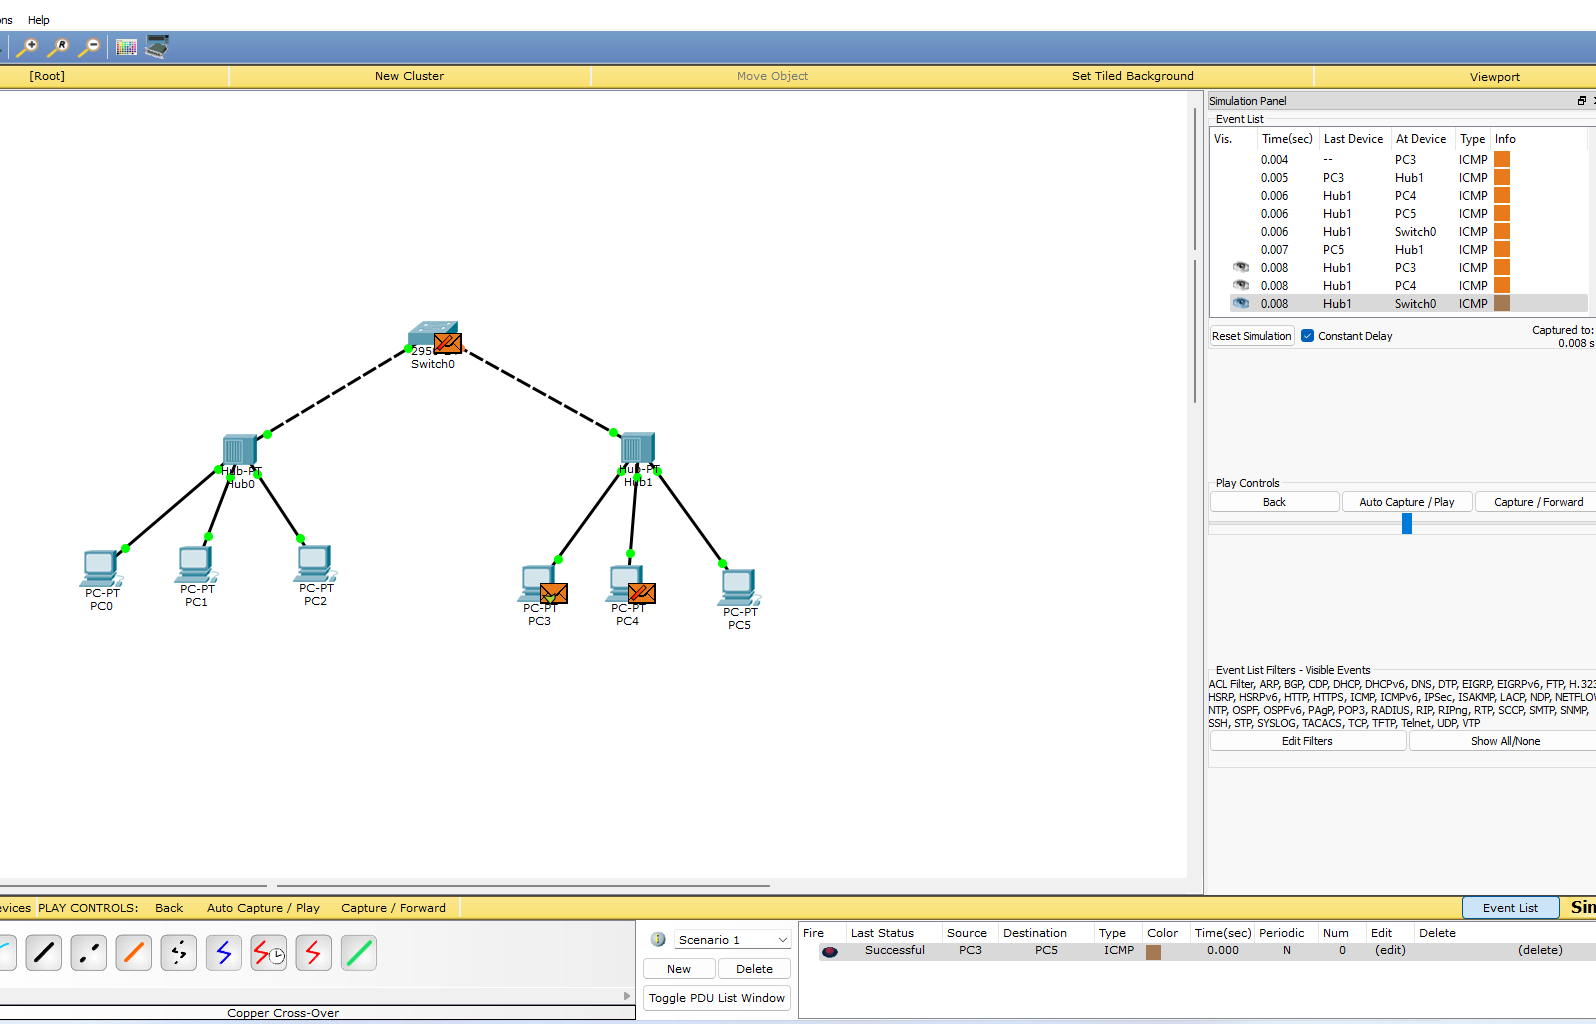 ons Help
[Root] New Cluster Move Object Set Tiled Background Viewport
Simulation Panel
Event List
Vis. Time(sec) Last Device At Device Type Info
0.004 -- PC3 ICMP
0.005 PC3 Hub1 ICMP
0.006 Hub1 PC4 ICMP
0.006 Hub1 PC5 ICMP
0.006 Hub1 Switch0 ICMP
0.007 PC5 Hub1 ICMP
0.008 Hub1 PC3 ICMP
0.008 Hub1 PC4 ICMP
0.008 Hub1 Switch0 ICMP
Reset Simulation Constant Delay Captured to:
0.008 s
Switch0
Hub-PT
Hub0
Hub-PT
Hub1
PC-PT
PC0
PC-PT
PC1
PC-PT
PC2
PC-PT
PC3
PC-PT
PC4
PC-PT
PC5
Play Controls
Back Auto Capture / Play Capture / Forward
Event List Filters - Visible Events
ACL Filter, ARP, BGP, CDP, DHCP, DHCPv6, DNS, DTP, EIGRP, EIGRPv6, FTP, H.323
HSRP, HSRPv6, HTTP, HTTPS, ICMP, ICMPv6, IPSec, ISAKMP, LACP, NDP, NETFLOW
NTP, OSPF, OSPFv6, PAgP, POP3, RADIUS, RIP, RIPng, RTP, SCCP, SMTP, SNMP,
SSH, STP, SYSLOG, TACACS, TCP, TFTP, Telnet, UDP, VTP
Edit Filters Show All/None
evices PLAY CONTROLS: Back Auto Capture / Play Capture / Forward Event List Sim
Scenario 1
New Delete
Toggle PDU List Window
Copper Cross-Over
Fire Last Status Source Destination Type Color Time(sec) Periodic Num Edit Delete
Successful PC3 PC5 ICMP 0.000 N 0 (edit) (delete)